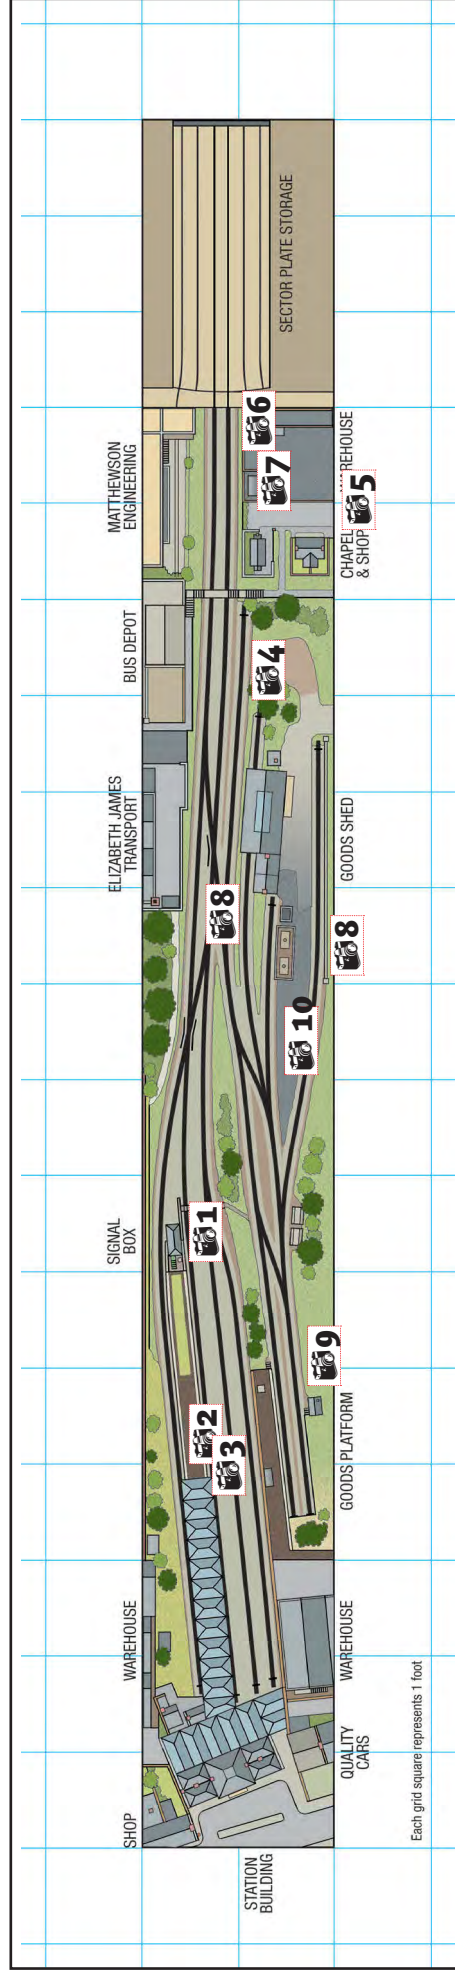 SHOP
WAREHOUSE
SIGNAL
BOX
ELIZABETH JAMES
TRANSPORT
BUS DEPOT
MATTHEWSON
ENGINEERING
STATION
BUILDING
2
3
1
8
4
7
6
SECTOR PLATE STORAGE
9
10
8
5
QUALITY
CARS
WAREHOUSE
GOODS PLATFORM
GOODS SHED
CHAPEL
& SHOP
REHOUSE
Each grid square represents 1 foot